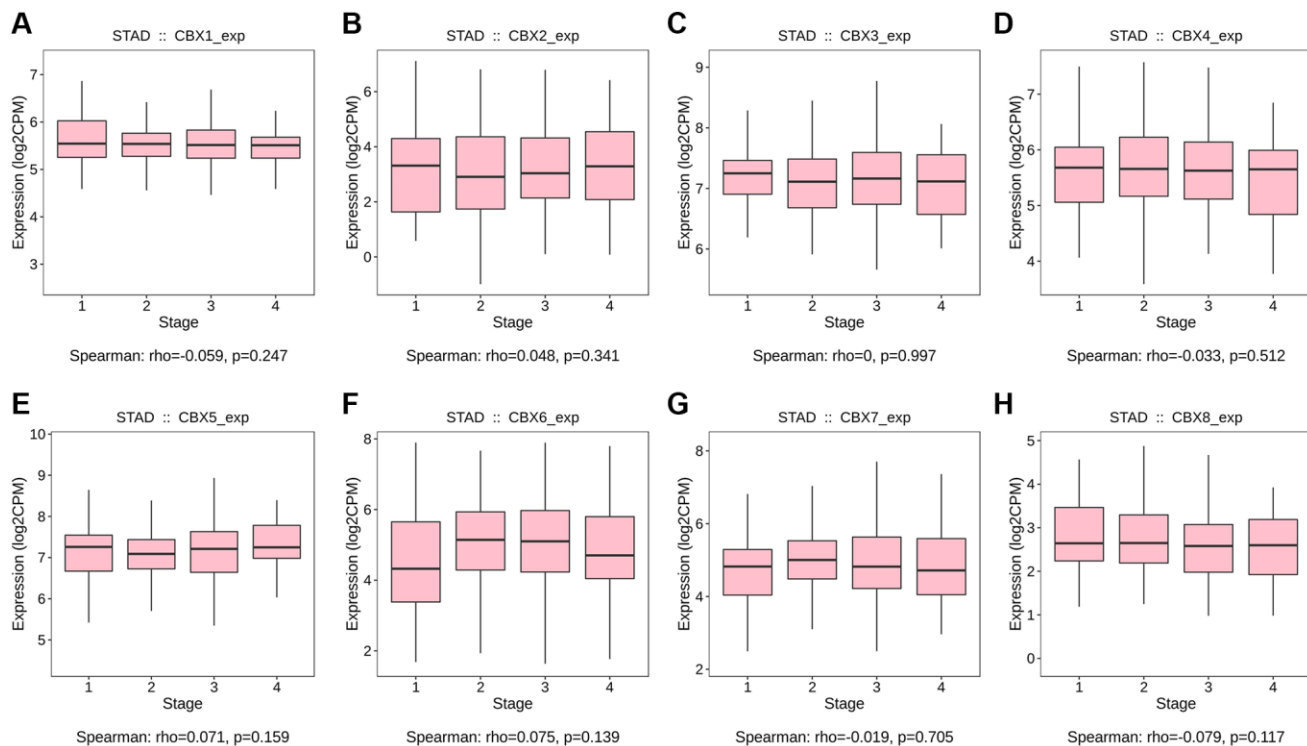 A
STAD :: CBX1_exp
Expression (log2CPM)
7
6
5
4
3
1 2 3 4
Stage
Spearman: rho=-0.059, p=0.247
B
STAD :: CBX2_exp
Expression (log2CPM)
6
4
2
0
1 2 3 4
Stage
Spearman: rho=0.048, p=0.341
C
STAD :: CBX3_exp
Expression (log2CPM)
9
8
7
6
1 2 3 4
Stage
Spearman: rho=0, p=0.997
D
STAD :: CBX4_exp
Expression (log2CPM)
7
6
5
4
1 2 3 4
Stage
Spearman: rho=-0.033, p=0.512
E
STAD :: CBX5_exp
Expression (log2CPM)
10
9
8
7
6
5
1 2 3 4
Stage
Spearman: rho=0.071, p=0.159
F
STAD :: CBX6_exp
Expression (log2CPM)
8
6
4
2
1 2 3 4
Stage
Spearman: rho=0.075, p=0.139
G
STAD :: CBX7_exp
Expression (log2CPM)
8
6
4
2
1 2 3 4
Stage
Spearman: rho=-0.019, p=0.705
H
STAD :: CBX8_exp
Expression (log2CPM)
5
4
3
2
1
0
1 2 3 4
Stage
Spearman: rho=-0.079, p=0.117